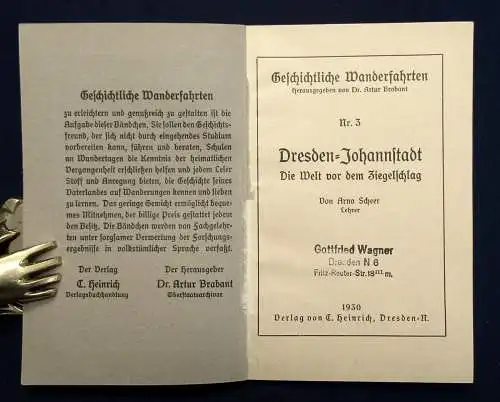 Geschichtliche Wanderfahrten
zu erleichtern und genußreich zu gestalten ist die
Aufgabe dieser Bändchen. Sie sollen den Geschichts-
freund, der sich nicht durch eingehendes Studium
vorbereiten kann, führen und beraten, Schulen
an Wandertagen die Kenntnis der heimatlichen
Vergangenheit erschließen helfen und jedem Leser
Stoff und Anregung bieten, die Geschichte seines
Vaterlandes auf Wanderungen kennen und lieben
zu lernen. Das geringe Gewicht ermöglicht beque-
mes Mitnehmen, der billige Preis gestattet jedem
den Besitz. Die Bändchen werden von Fachgelehr-
ten unter sorgsamer Verwertung der Forschungs-
ergebnisse in volkstümlicher Sprache verfaßt.
Der Verlag
C. Heinrich
Verlagsbuchhandlung
Der Herausgeber
Dr. Artur Brabant
Oberstaatsarchivar
Geschichtliche Wanderfahrten
Herausgegeben von Dr. Artur Brabant
Nr. 3
Dresden-Johannstadt
Die Welt vor dem Ziegelschlag
Von Arno Scheer
Lehrer
Gottfried Wagner
Dresden N 6
Fritz-Reuter-Str. 18III m.
1930
Verlag von C. Heinrich, Dresden-N.